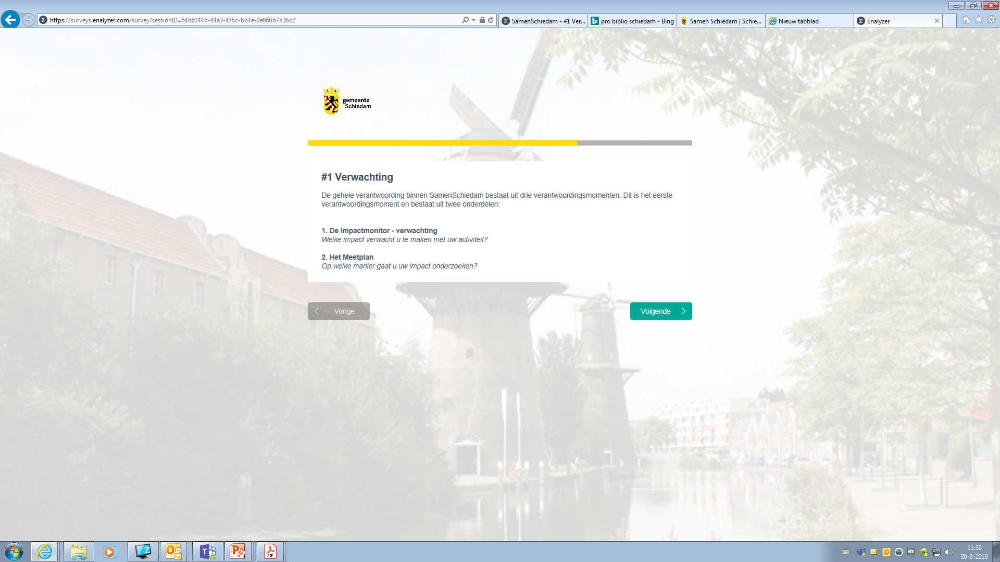 https://surveys.enalyzer.com/survey?sessionID=64b6144b-44a3-476c-bb4e-0e860b7b36c2
SamenSchiedam - #1 Ver...
pro biblio schiedam - Bing
Samen Schiedam | Schie...
Nieuw tabblad
Enalyzer
gemeente
Schiedam
#1 Verwachting
De gehele verantwoording binnen SamenSchiedam bestaat uit drie verantwoordingsmomenten. Dit is het eerste
verantwoordingsmoment en bestaat uit twee onderdelen:
1. De Impactmonitor - verwachting
Welke impact verwacht u te maken met uw activiteit?
2. Het Meetplan
Op welke manier gaat u uw impact onderzoeken?
Vorige
Volgende
11:30
30-9-2019